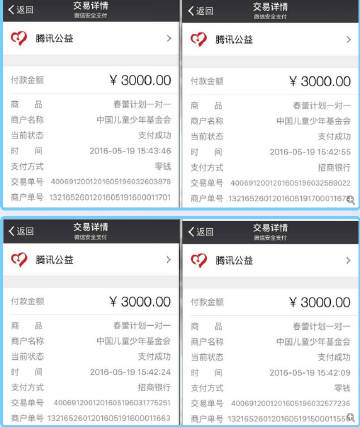 返回
交易详情
微信安全支付
腾讯公益
付款金额
¥ 3000.00
商 品
春蕾计划一对一
商户名称
中国儿童少年基金会
当前状态
支付成功
时 间
2016-05-19 15:43:46
支付方式
零钱
交易单号
4006912001201605196032603876
商户单号
1321652601201605191600011701
返回
交易详情
微信安全支付
腾讯公益
付款金额
¥ 3000.00
商 品
春蕾计划一对一
商户名称
中国儿童少年基金会
当前状态
支付成功
时 间
2016-05-19 15:42:55
支付方式
招商银行
交易单号
4006912001201605196032589022
商户单号
返回
交易详情
微信安全支付
腾讯公益
付款金额
¥ 3000.00
商 品
春蕾计划一对一
商户名称
中国儿童少年基金会
当前状态
支付成功
时 间
2016-05-19 15:42:24
支付方式
招商银行
交易单号
4006912001201605196031775251
商户单号
1321652601201605191600011663
返回
交易详情
微信安全支付
腾讯公益
付款金额
¥ 3000.00
商 品
春蕾计划一对一
商户名称
中国儿童少年基金会
当前状态
支付成功
时 间
2016-05-19 15:42:09
支付方式
零钱
交易单号
4006912001201605196032577236
商户单号